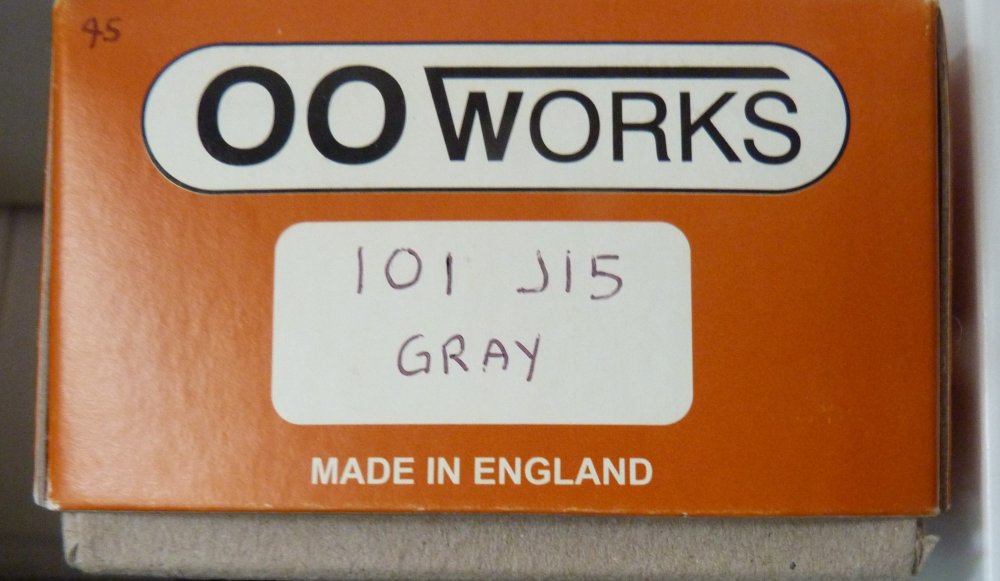 45
OO WORKS
101 J15
GRAY
MADE IN ENGLAND